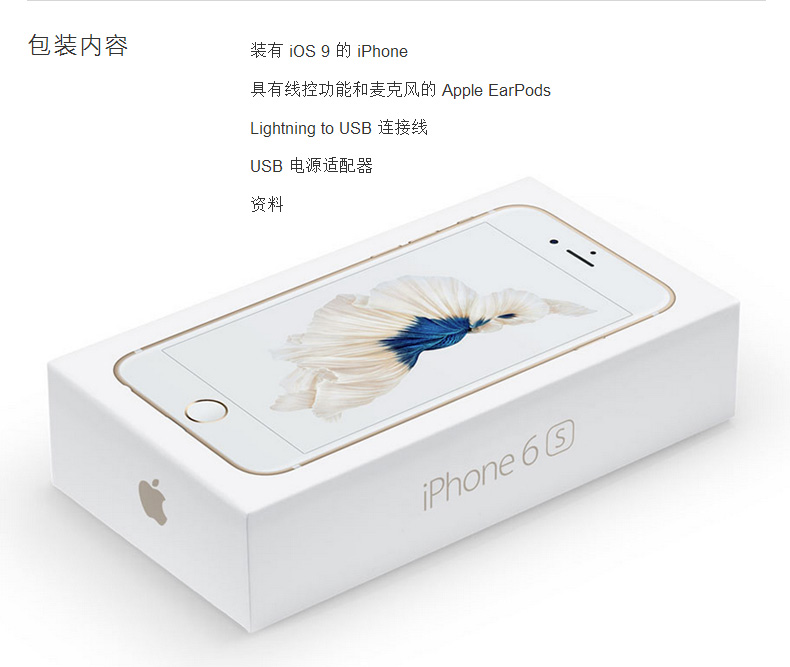 包装内容
装有 iOS 9 的 iPhone
具有线控功能和麦克风的 Apple EarPods
Lightning to USB 连接线
USB 电源适配器
资料
iPhone 6 S